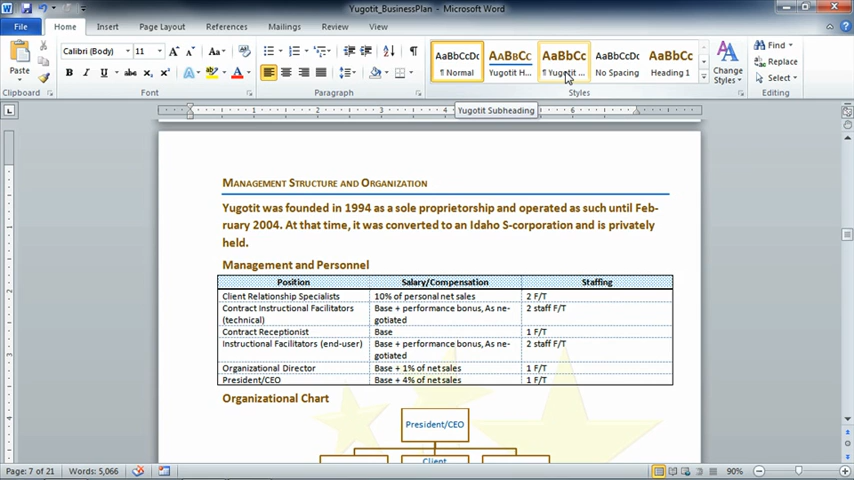 Yugotit_BusinessPlan - Microsoft Word
File Home Insert Page Layout References Mailings Review View Developer
Calibri (Body) 11
AaBbCcDc AaBbCc AaBbCc AaBbCcDc AaBbCc
Find
Paste
Replace
¶ Normal Yugotit H... ¶ Yugotit ... No Spacing Heading 1
Change Styles
Select
Clipboard Font Paragraph Styles Editing
Yugotit Subheading
Management Structure and Organization
Yugotit was founded in 1994 as a sole proprietorship and operated as such until Feb-
ruary 2004. At that time, it was converted to an Idaho S-corporation and is privately
held.
Management and Personnel
Position Salary/Compensation Staffing
Client Relationship Specialists 10% of personal net sales 2 F/T
Contract Instructional Facilitators Base + performance bonus, As ne- 2 staff F/T
(technical) gotiated
Contract Receptionist Base 1 F/T
Instructional Facilitators (end-user) Base + performance bonus, As ne- 2 staff F/T
gotiated
Organizational Director Base + 1% of net sales 1 F/T
President/CEO Base + 4% of net sales 1 F/T
Organizational Chart
President/CEO
Client
Page: 7 of 21 Words: 5,066 90%